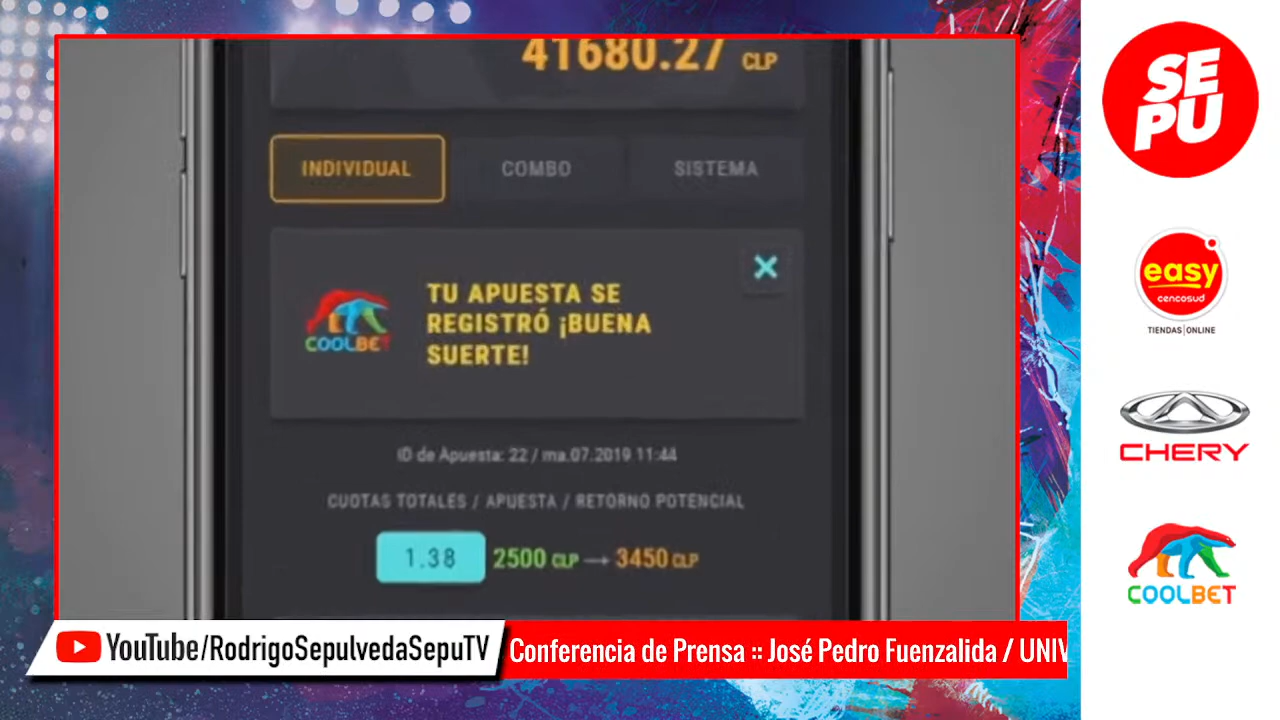 41680.27 CLP
INDIVIDUAL COMBO SISTEMA
TU APUESTA SE
REGISTRÓ ¡BUENA
SUERTE!
COOLBET
ID de Apuesta: 22 / ma.07.2019 11:44
CUOTAS TOTALES / APUESTA / RETORNO POTENCIAL
1.38 2500 CLP → 3450 CLP
YouTube/RodrigoSepulvedaSepuTV
Conferencia de Prensa :: José Pedro Fuenzalida / UNIV
SE
PU
easy
cencosud
TIENDAS|ONLINE
CHERY
COOLBET